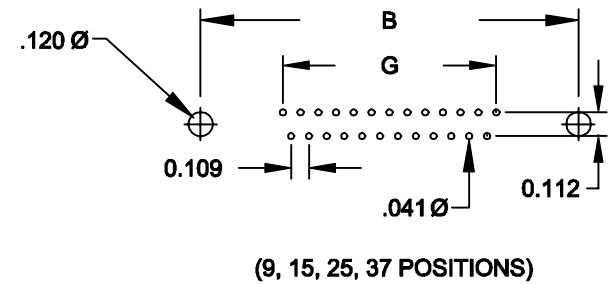 B
.120 Ø
G
0.109
0.112
.041 Ø
(9, 15, 25, 37 POSITIONS)